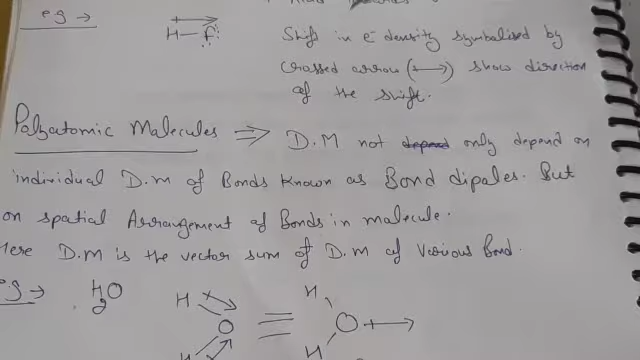 eg →
H – F
Shift in e⁻ density symbolised by
crossed arrow (+→) show direction
of the shift.
Polyatomic Molecules ⇒ D.M not only depend on
individual D.m of Bonds known as Bond dipoles. But
on spatial Arrangement of Bonds in molecule.
Here D.M is the vector sum of D.M of various Bond.
eg → H2O
H H
O ≡ O +→
H H